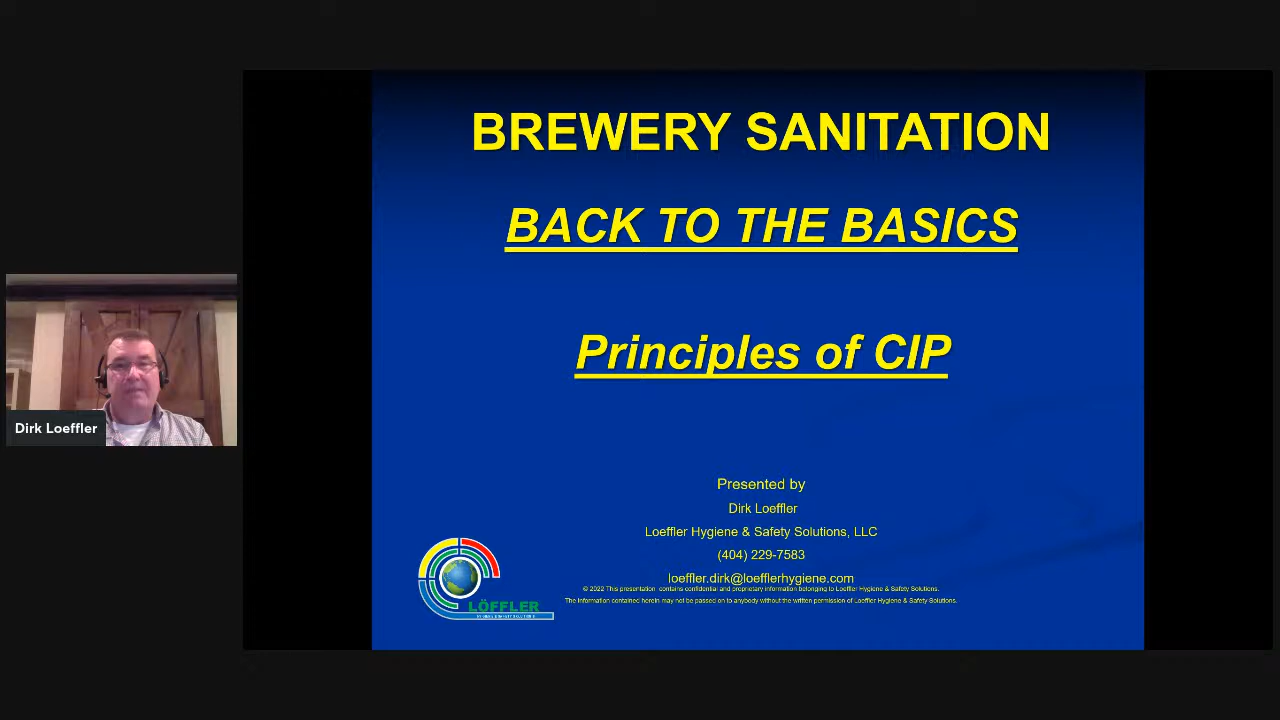 BREWERY SANITATION
BACK TO THE BASICS
Principles of CIP
Dirk Loeffler
Presented by
Dirk Loeffler
Loeffler Hygiene & Safety Solutions, LLC
(404) 229-7583
loeffler.dirk@loefflerhygiene.com
© 2022 This presentation contains confidential and proprietary information belonging to Loeffler Hygiene & Safety Solutions.
The information contained herein may not be passed on to anybody without the written permission of Loeffler Hygiene & Safety Solutions.
LÖFFLER
HYGIENE & SAFETY SOLUTIONS